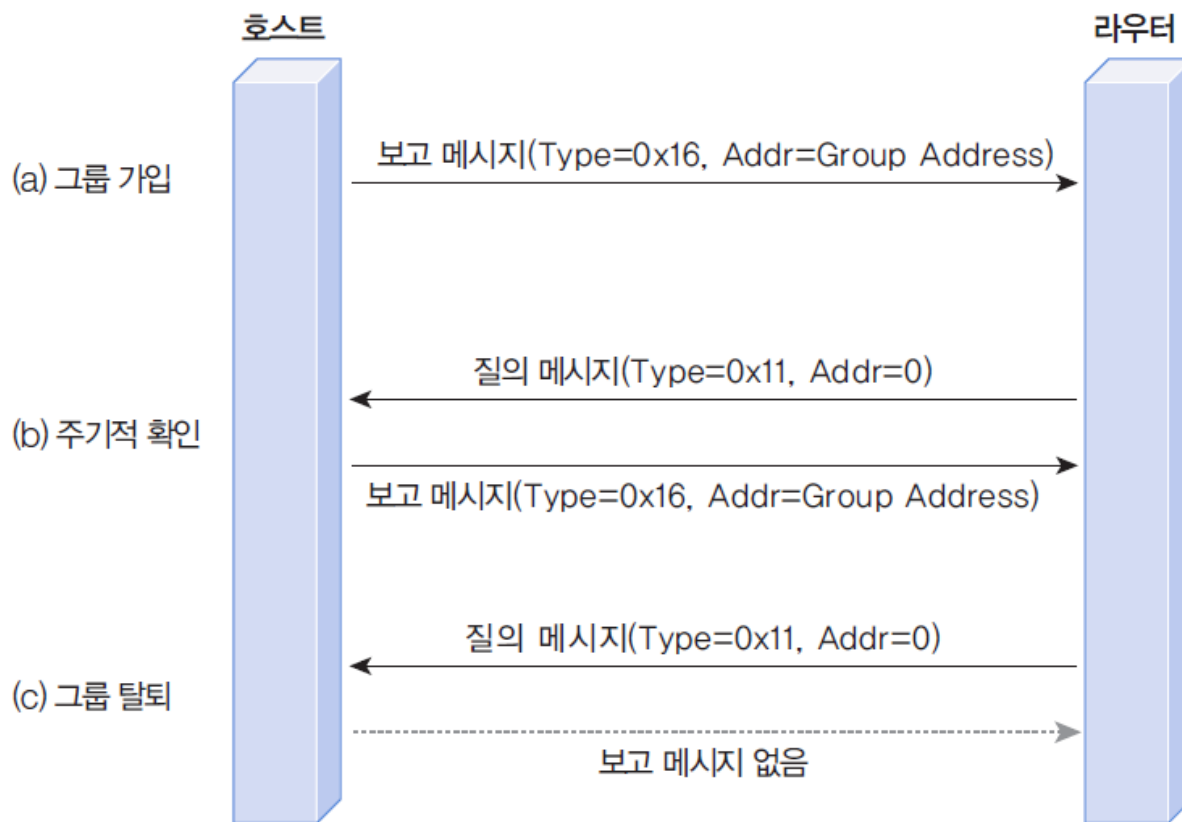 호스트
라우터
(a) 그룹 가입
보고 메시지(Type=0x16, Addr=Group Address)
질의 메시지(Type=0x11, Addr=0)
(b) 주기적 확인
보고 메시지(Type=0x16, Addr=Group Address)
질의 메시지(Type=0x11, Addr=0)
(c) 그룹 탈퇴
보고 메시지 없음